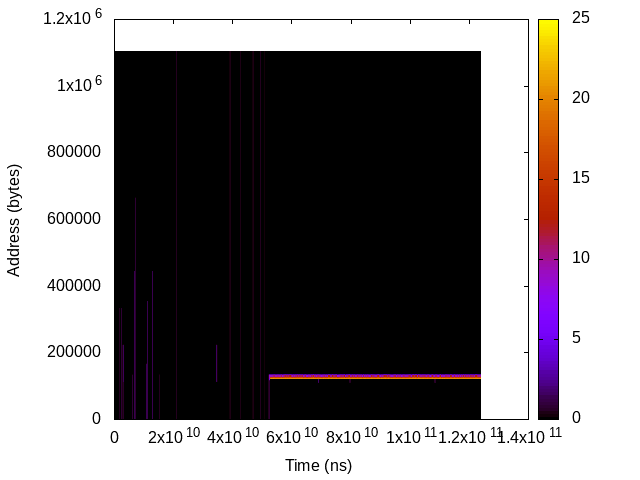 1.2x10 6
1x10 6
800000
600000
400000
200000
0
Address (bytes)
0
2x10 10
4x10 10
6x10 10
8x10 10
1x10 11
1.2x10 11
1.4x10 11
Time (ns)
25
20
15
10
5
0